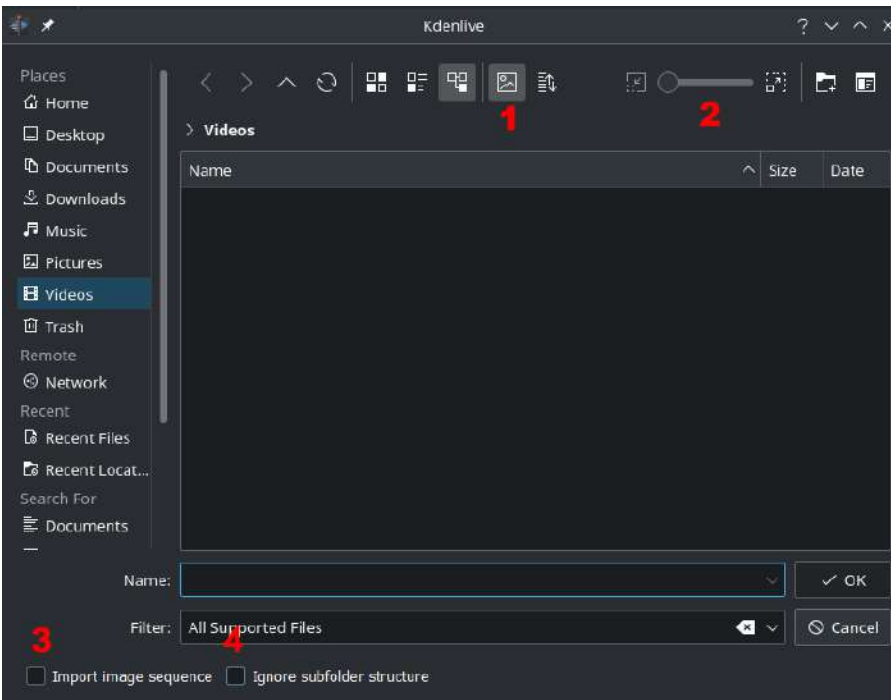 Kdenlive
?
Places
Home
Desktop
Documents
Downloads
Music
Pictures
Videos
Trash
Remote
Network
Recent
Recent Files
Recent Locat...
Search For
Documents
1
2
> Videos
Name Size Date
Name:
OK
Filter: All Supported Files
Cancel
3
4
Import image sequence
Ignore subfolder structure